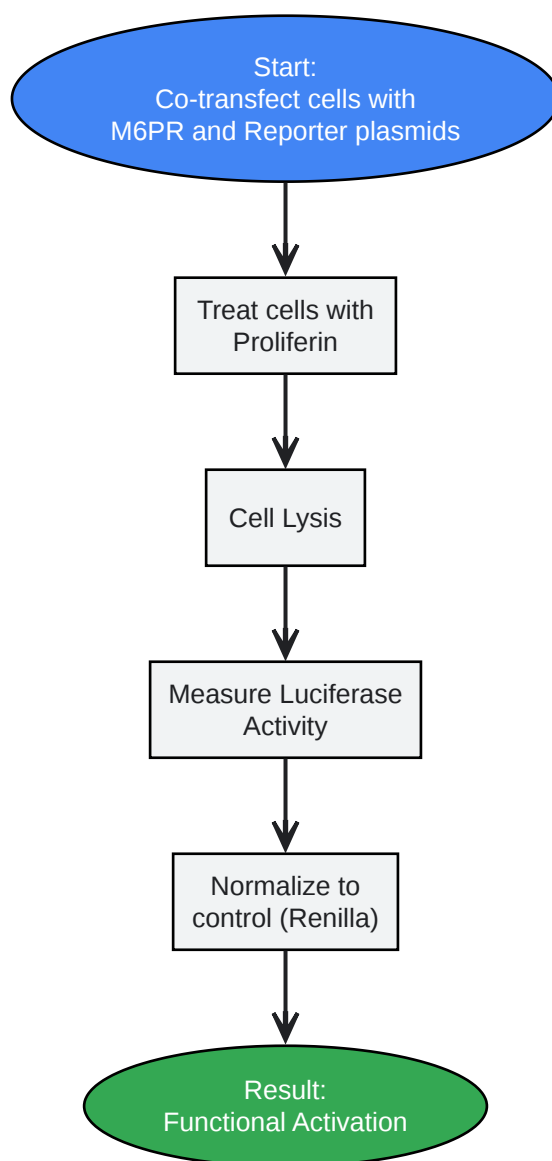 Start:
Co-transfect cells with
M6PR and Reporter plasmids
Treat cells with
Proliferin
Cell Lysis
Measure Luciferase
Activity
Normalize to
control (Renilla)
Result:
Functional Activation